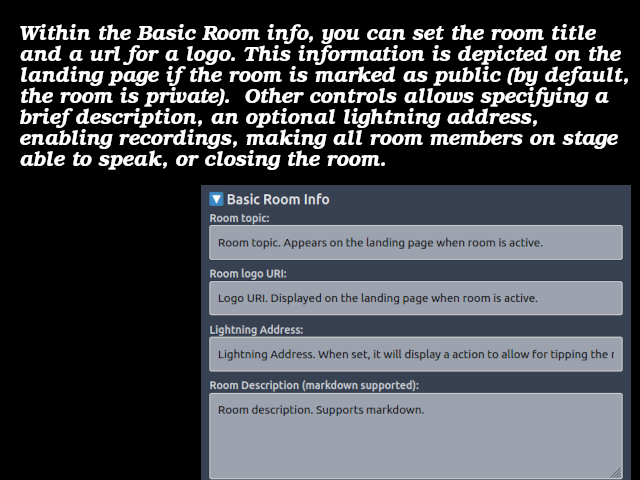 Within the Basic Room info, you can set the room title
and a url for a logo. This information is depicted on the
landing page if the room is marked as public (by default,
the room is private).  Other controls allows specifying a
brief description, an optional lightning address,
enabling recordings, making all room members on stage
able to speak, or closing the room.
Basic Room Info
Room topic:
Room topic. Appears on the landing page when room is active.
Room logo URI:
Logo URI. Displayed on the landing page when room is active.
Lightning Address:
Lightning Address. When set, it will display a action to allow for tipping the
Room Description (markdown supported):
Room description. Supports markdown.